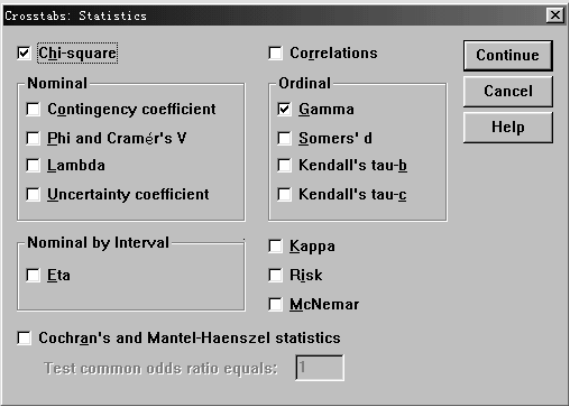 Crosstabs: Statistics
Chi-square
Correlations
Continue
Nominal
Ordinal
Cancel
Contingency coefficient
Gamma
Help
Phi and Cramér's V
Somers' d
Lambda
Kendall's tau-b
Uncertainty coefficient
Kendall's tau-c
Nominal by Interval
Kappa
Eta
Risk
McNemar
Cochran's and Mantel-Haenszel statistics
Test common odds ratio equals:
1